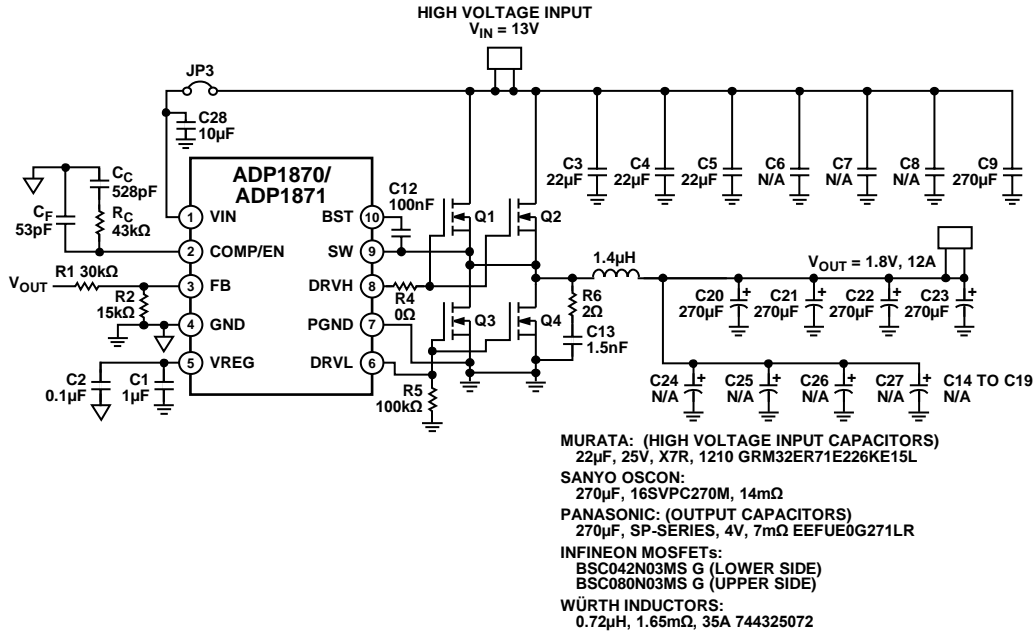 HIGH VOLTAGE INPUT
VIN = 13V
JP3
C28
10µF
C3
22µF
C4
22µF
C5
22µF
C6
N/A
C7
N/A
C8
N/A
C9
270µF
ADP1870/
ADP1871
CC
528pF
CF
53pF
RC
43kΩ
1 VIN
2 COMP/EN
3 FB
4 GND
5 VREG
BST 10
SW 9
DRVH 8
PGND 7
DRVL 6
C12
100nF
Q1
Q2
VOUT
R1 30kΩ
R2
15kΩ
R4
0Ω
Q3
Q4
1.4µH
R6
2Ω
C13
1.5nF
VOUT = 1.8V, 12A
C20
270µF
C21
270µF
C22
270µF
C23
270µF
C2
0.1µF
C1
1µF
R5
100kΩ
C24
N/A
C25
N/A
C26
N/A
C27
N/A
C14 TO C19
N/A
+
+
+
+
+
+
+
+
MURATA: (HIGH VOLTAGE INPUT CAPACITORS)
22µF, 25V, X7R, 1210 GRM32ER71E226KE15L
SANYO OSCON:
270µF, 16SVPC270M, 14mΩ
PANASONIC: (OUTPUT CAPACITORS)
270µF, SP-SERIES, 4V, 7mΩ EEFUE0G271LR
INFINEON MOSFETs:
BSC042N03MS G (LOWER SIDE)
BSC080N03MS G (UPPER SIDE)
WÜRTH INDUCTORS:
0.72µH, 1.65mΩ, 35A 744325072